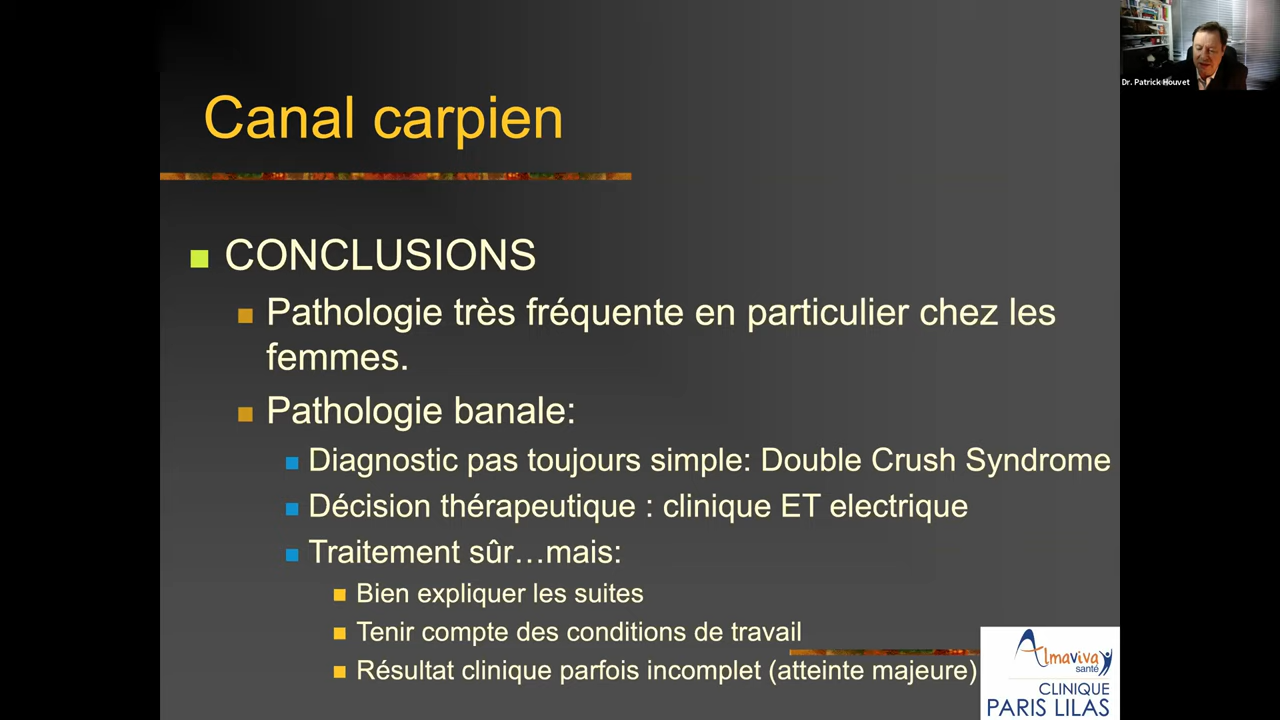 Canal carpien
CONCLUSIONS
Pathologie très fréquente en particulier chez les
femmes.
Pathologie banale:
Diagnostic pas toujours simple: Double Crush Syndrome
Décision thérapeutique : clinique ET electrique
Traitement sûr…mais:
Bien expliquer les suites
Tenir compte des conditions de travail
Résultat clinique parfois incomplet (atteinte majeure)
Dr. Patrick Houvet
Almaviva
santé
CLINIQUE
PARIS LILAS